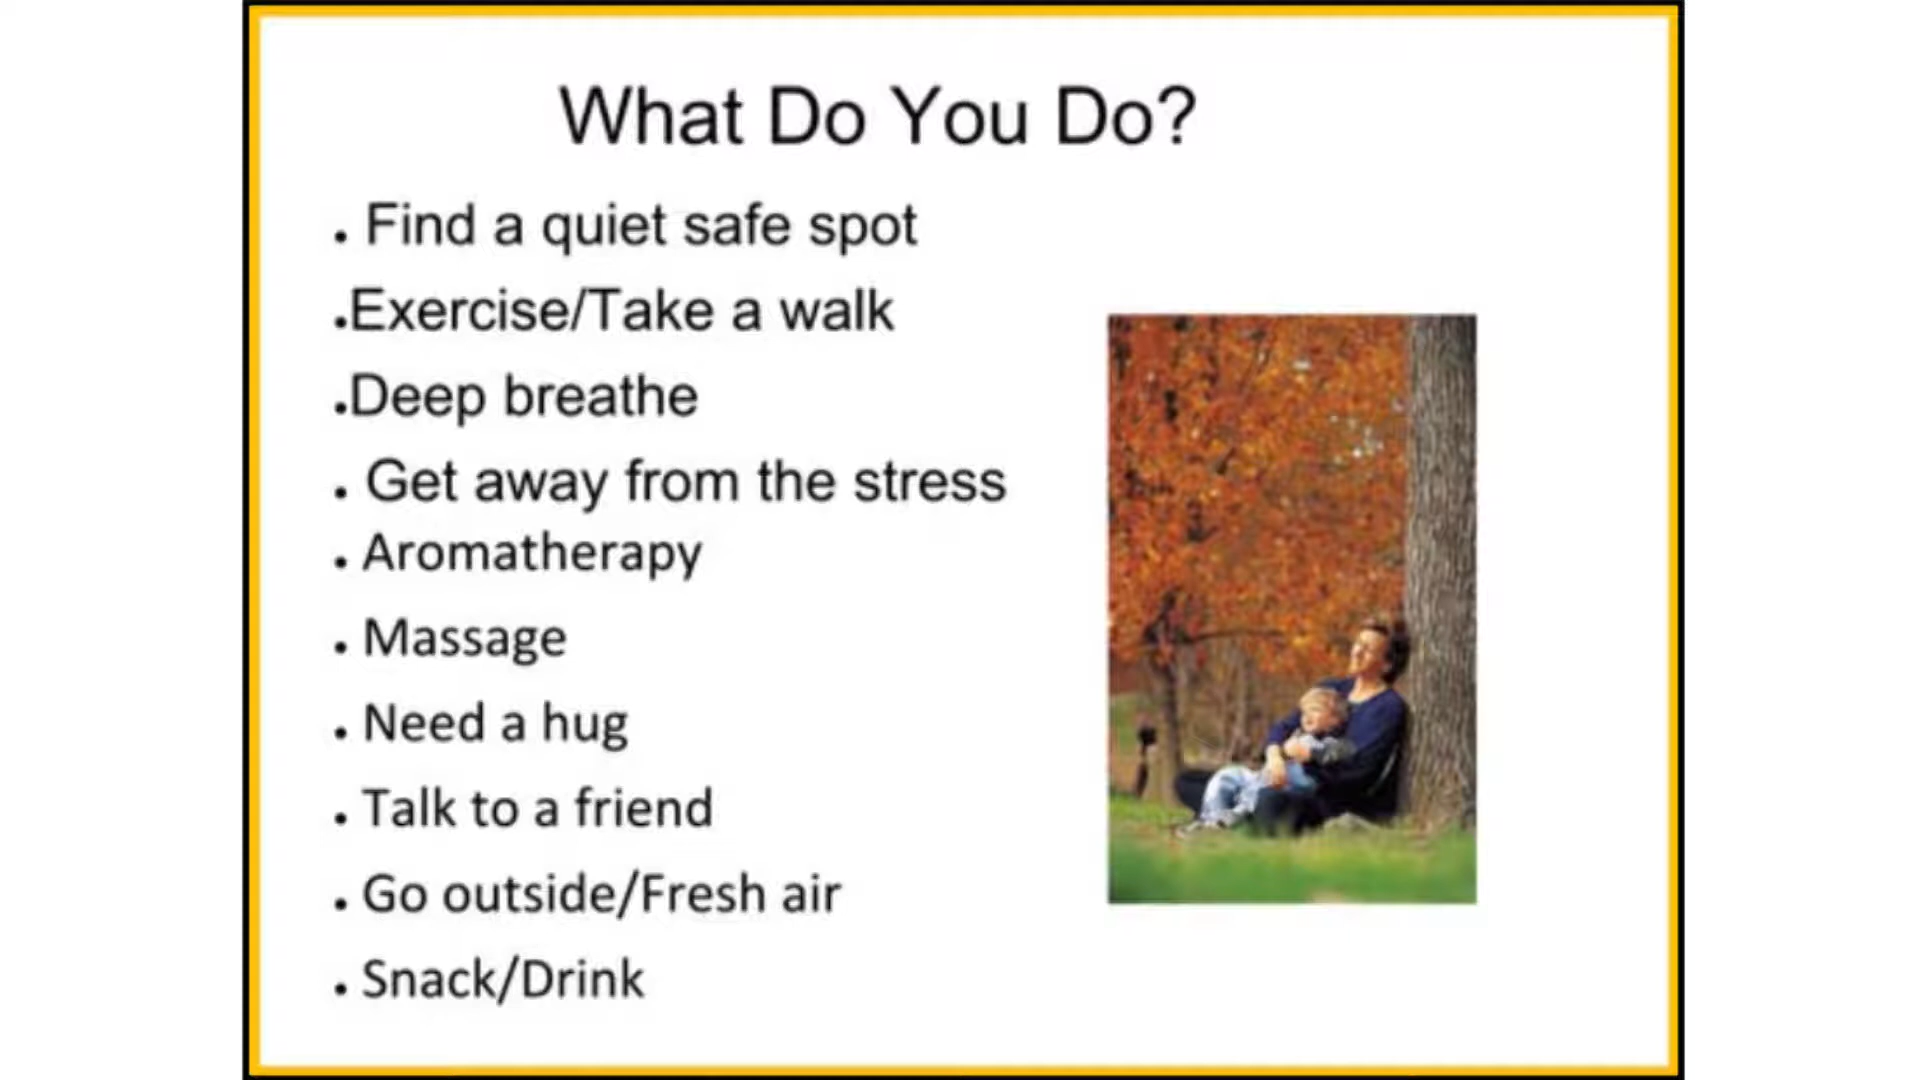 What Do You Do?
. Find a quiet safe spot
.Exercise/Take a walk
.Deep breathe
. Get away from the stress
. Aromatherapy
. Massage
. Need a hug
. Talk to a friend
. Go outside/Fresh air
. Snack/Drink